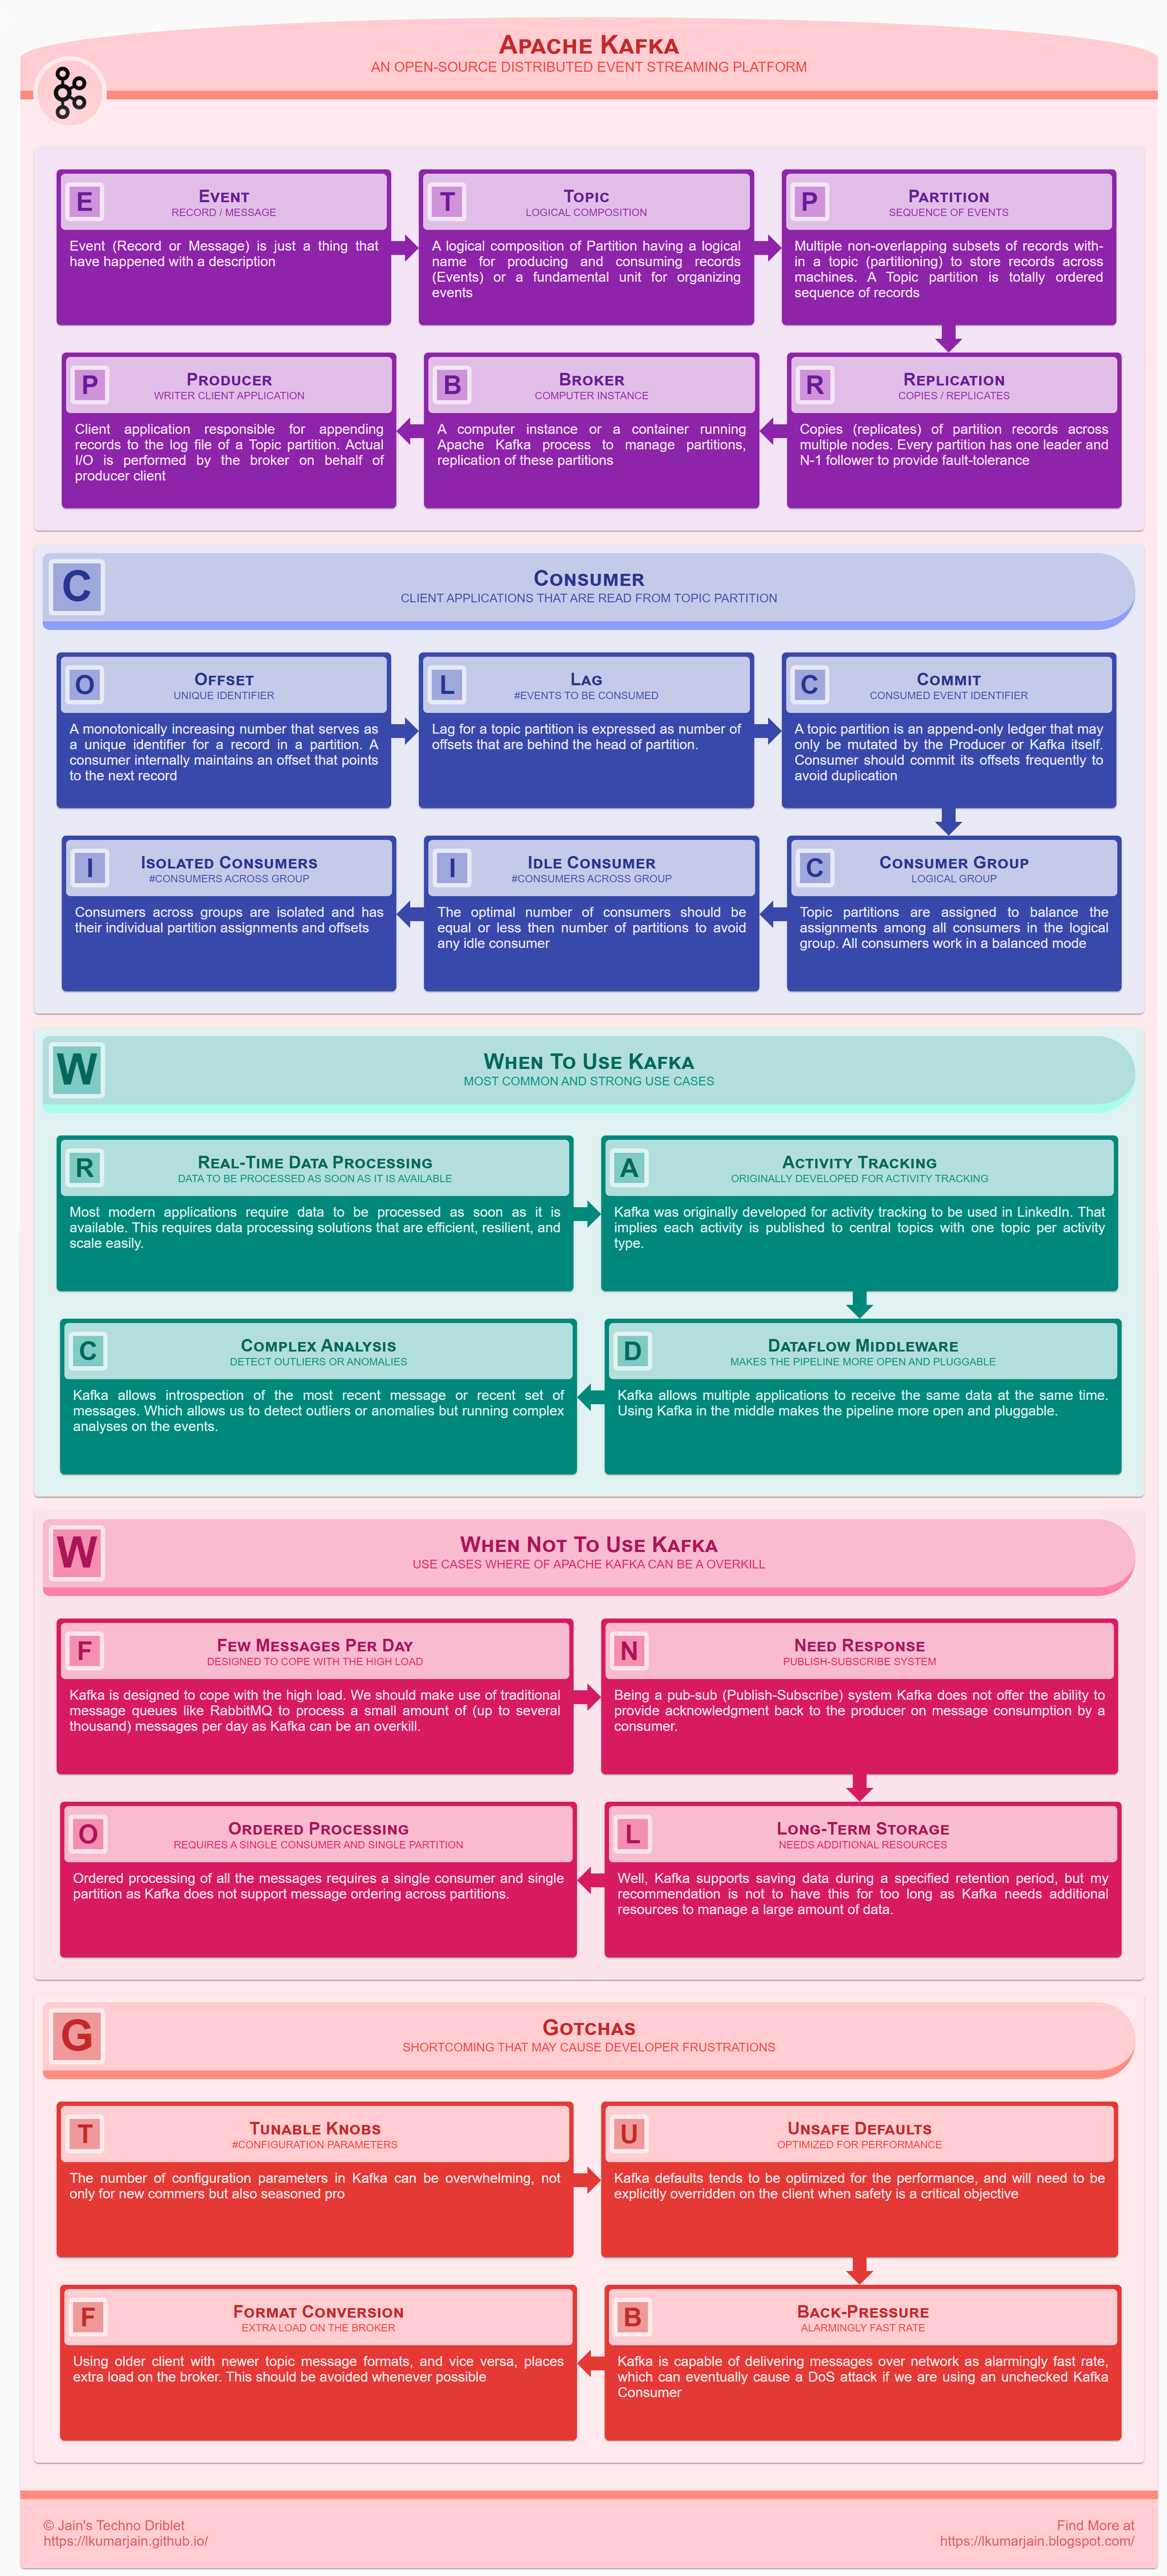 APACHE KAFKA
AN OPEN-SOURCE DISTRIBUTED EVENT STREAMING PLATFORM
E
EVENT
RECORD / MESSAGE
Event (Record or Message) is just a thing that
have happened with a description
T
TOPIC
LOGICAL COMPOSITION
A logical composition of Partition having a logical
name for producing and consuming records
(Events) or a fundamental unit for organizing
events
P
PARTITION
SEQUENCE OF EVENTS
Multiple non-overlapping subsets of records with-
in a topic (partitioning) to store records across
machines. A Topic partition is totally ordered
sequence of records
P
PRODUCER
WRITER CLIENT APPLICATION
Client application responsible for appending
records to the log file of a Topic partition. Actual
I/O is performed by the broker on behalf of
producer client
B
BROKER
COMPUTER INSTANCE
A computer instance or a container running
Apache Kafka process to manage partitions,
replication of these partitions
R
REPLICATION
COPIES / REPLICATES
Copies (replicates) of partition records across
multiple nodes. Every partition has one leader and
N-1 follower to provide fault-tolerance
C
CONSUMER
CLIENT APPLICATIONS THAT ARE READ FROM TOPIC PARTITION
O
OFFSET
UNIQUE IDENTIFIER
A monotonically increasing number that serves as
a unique identifier for a record in a partition. A
consumer internally maintains an offset that points
to the next record
L
LAG
#EVENTS TO BE CONSUMED
Lag for a topic partition is expressed as number of
offsets that are behind the head of partition.
C
COMMIT
CONSUMED EVENT IDENTIFIER
A topic partition is an append-only ledger that may
only be mutated by the Producer or Kafka itself.
Consumer should commit its offsets frequently to
avoid duplication
I
ISOLATED CONSUMERS
#CONSUMERS ACROSS GROUP
Consumers across groups are isolated and has
their individual partition assignments and offsets
I
IDLE CONSUMER
#CONSUMERS ACROSS GROUP
The optimal number of consumers should be
equal or less then number of partitions to avoid
any idle consumer
C
CONSUMER GROUP
LOGICAL GROUP
Topic partitions are assigned to balance the
assignments among all consumers in the logical
group. All consumers work in a balanced mode
W
WHEN TO USE KAFKA
MOST COMMON AND STRONG USE CASES
R
REAL-TIME DATA PROCESSING
DATA TO BE PROCESSED AS SOON AS IT IS AVAILABLE
Most modern applications require data to be processed as soon as it is
available. This requires data processing solutions that are efficient, resilient, and
scale easily.
A
ACTIVITY TRACKING
ORIGINALLY DEVELOPED FOR ACTIVITY TRACKING
Kafka was originally developed for activity tracking to be used in LinkedIn. That
implies each activity is published to central topics with one topic per activity
type.
C
COMPLEX ANALYSIS
DETECT OUTLIERS OR ANOMALIES
Kafka allows introspection of the most recent message or recent set of
messages. Which allows us to detect outliers or anomalies but running complex
analyses on the events.
D
DATAFLOW MIDDLEWARE
MAKES THE PIPELINE MORE OPEN AND PLUGGABLE
Kafka allows multiple applications to receive the same data at the same time.
Using Kafka in the middle makes the pipeline more open and pluggable.
W
WHEN NOT TO USE KAFKA
USE CASES WHERE OF APACHE KAFKA CAN BE A OVERKILL
F
FEW MESSAGES PER DAY
DESIGNED TO COPE WITH THE HIGH LOAD
Kafka is designed to cope with the high load. We should make use of traditional
message queues like RabbitMQ to process a small amount of (up to several
thousand) messages per day as Kafka can be an overkill.
N
NEED RESPONSE
PUBLISH-SUBSCRIBE SYSTEM
Being a pub-sub (Publish-Subscribe) system Kafka does not offer the ability to
provide acknowledgment back to the producer on message consumption by a
consumer.
O
ORDERED PROCESSING
REQUIRES A SINGLE CONSUMER AND SINGLE PARTITION
Ordered processing of all the messages requires a single consumer and single
partition as Kafka does not support message ordering across partitions.
L
LONG-TERM STORAGE
NEEDS ADDITIONAL RESOURCES
Well, Kafka supports saving data during a specified retention period, but my
recommendation is not to have this for too long as Kafka needs additional
resources to manage a large amount of data.
G
GOTCHAS
SHORTCOMING THAT MAY CAUSE DEVELOPER FRUSTRATIONS
T
TUNABLE KNOBS
#CONFIGURATION PARAMETERS
The number of configuration parameters in Kafka can be overwhelming, not
only for new commers but also seasoned pro
U
UNSAFE DEFAULTS
OPTIMIZED FOR PERFORMANCE
Kafka defaults tends to be optimized for the performance, and will need to be
explicitly overridden on the client when safety is a critical objective
F
FORMAT CONVERSION
EXTRA LOAD ON THE BROKER
Using older client with newer topic message formats, and vice versa, places
extra load on the broker. This should be avoided whenever possible
B
BACK-PRESSURE
ALARMINGLY FAST RATE
Kafka is capable of delivering messages over network as alarmingly fast rate,
which can eventually cause a DoS attack if we are using an unchecked Kafka
Consumer
© Jain's Techno Driblet
https://lkumarjain.github.io/
Find More at
https://lkumarjain.blogspot.com/